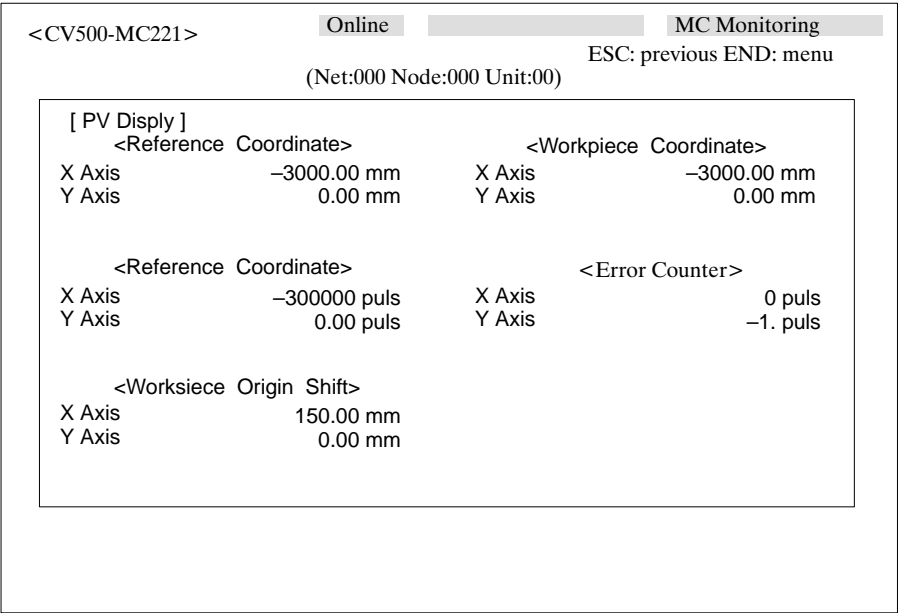 <CV500-MC221>
Online
MC Monitoring
ESC: previous END: menu
(Net:000 Node:000 Unit:00)
[ PV Disply ]
<Reference Coordinate> <Workpiece Coordinate>
X Axis –3000.00 mm X Axis –3000.00 mm
Y Axis 0.00 mm Y Axis 0.00 mm
<Reference Coordinate> <Error Counter>
X Axis –300000 puls X Axis 0 puls
Y Axis 0.00 puls Y Axis –1. puls
<Worksiece Origin Shift>
X Axis 150.00 mm
Y Axis 0.00 mm